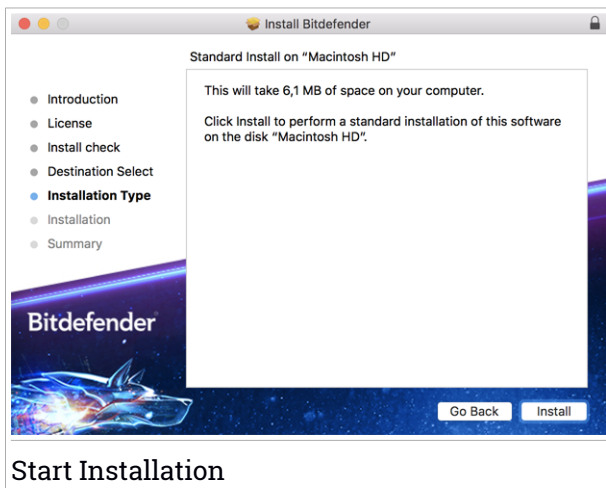 Install Bitdefender
Standard Install on “Macintosh HD”
Introduction
License
Install check
Destination Select
Installation Type
Installation
Summary
This will take 6,1 MB of space on your computer.
Click Install to perform a standard installation of this software
on the disk “Macintosh HD”.
Bitdefender
Go Back
Install
Start Installation